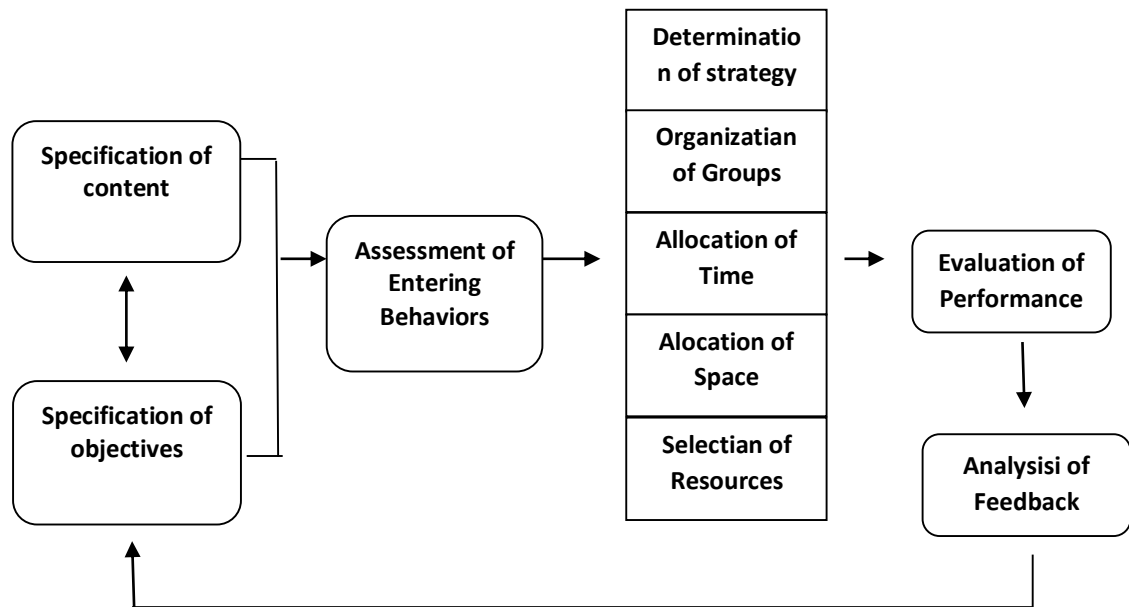 Specification of
content
Specification of
objectives
Assessment of
Entering
Behaviors
Determinatio
n of strategy
Organizatian
of Groups
Allocation of
Time
Alocation of
Space
Selectian of
Resources
Evaluation of
Performance
Analysisi of
Feedback